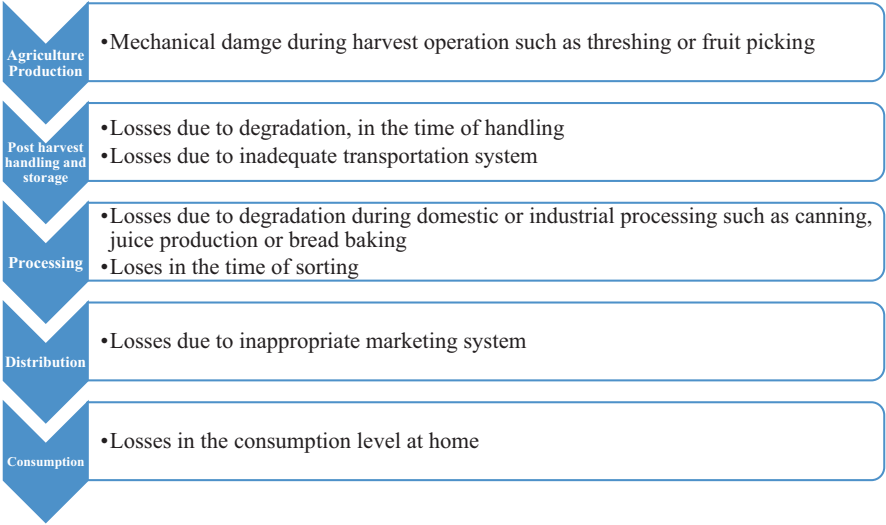 Agriculture
Production
•Mechanical damge during harvest operation such as threshing or fruit picking
Post harvest
handling and
storage
•Losses due to degradation, in the time of handling
•Losses due to inadequate transportation system
Processing
•Losses due to degradation during domestic or industrial processing such as canning,
juice production or bread baking
•Loses in the time of sorting
Distribution
•Losses due to inappropriate marketing system
Consumption
•Losses in the consumption level at home